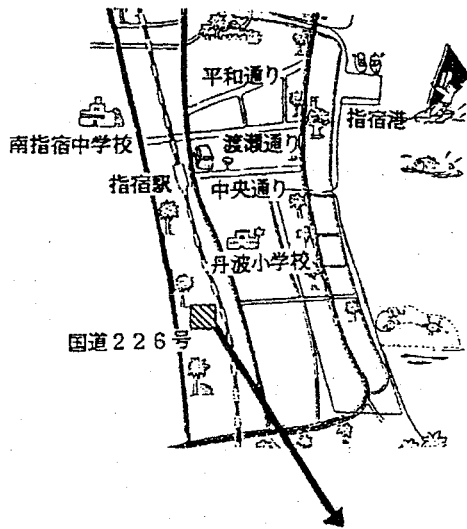 平和通り
指宿港
南指宿中学校
渡瀬通り
指宿駅
中央通り
丹波小学校
国道226号